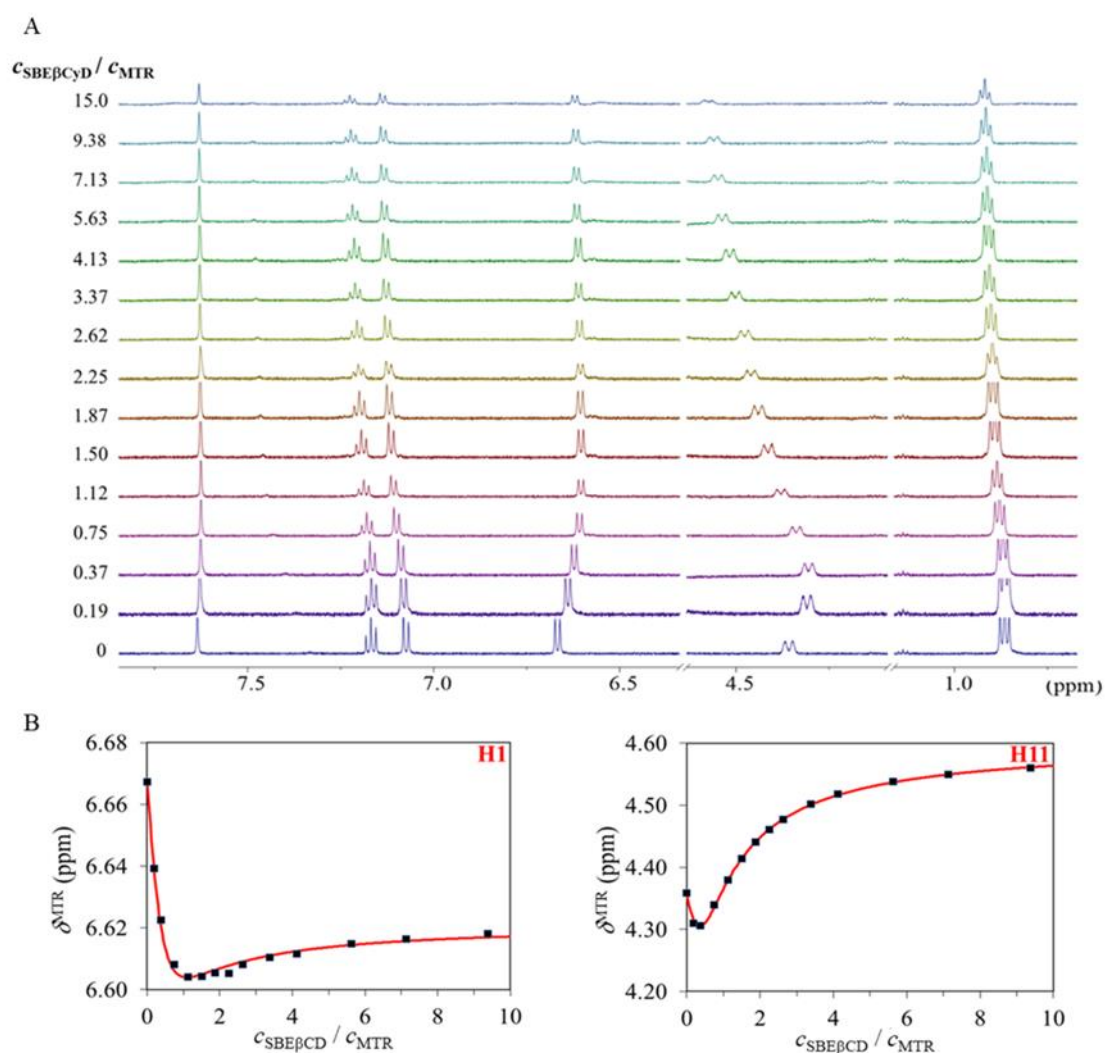 A
cSBEβCyD / cMTR
15.0
9.38
7.13
5.63
4.13
3.37
2.62
2.25
1.87
1.50
1.12
0.75
0.37
0.19
0
7.5 7.0 6.5 4.5 1.0 (ppm)
B
H1
6.68
6.66
6.64
6.62
6.60
δMTR (ppm)
0 2 4 6 8 10
cSBEβCD / cMTR
H11
4.60
4.50
4.40
4.30
4.20
δMTR (ppm)
0 2 4 6 8 10
cSBEβCD / cMTR